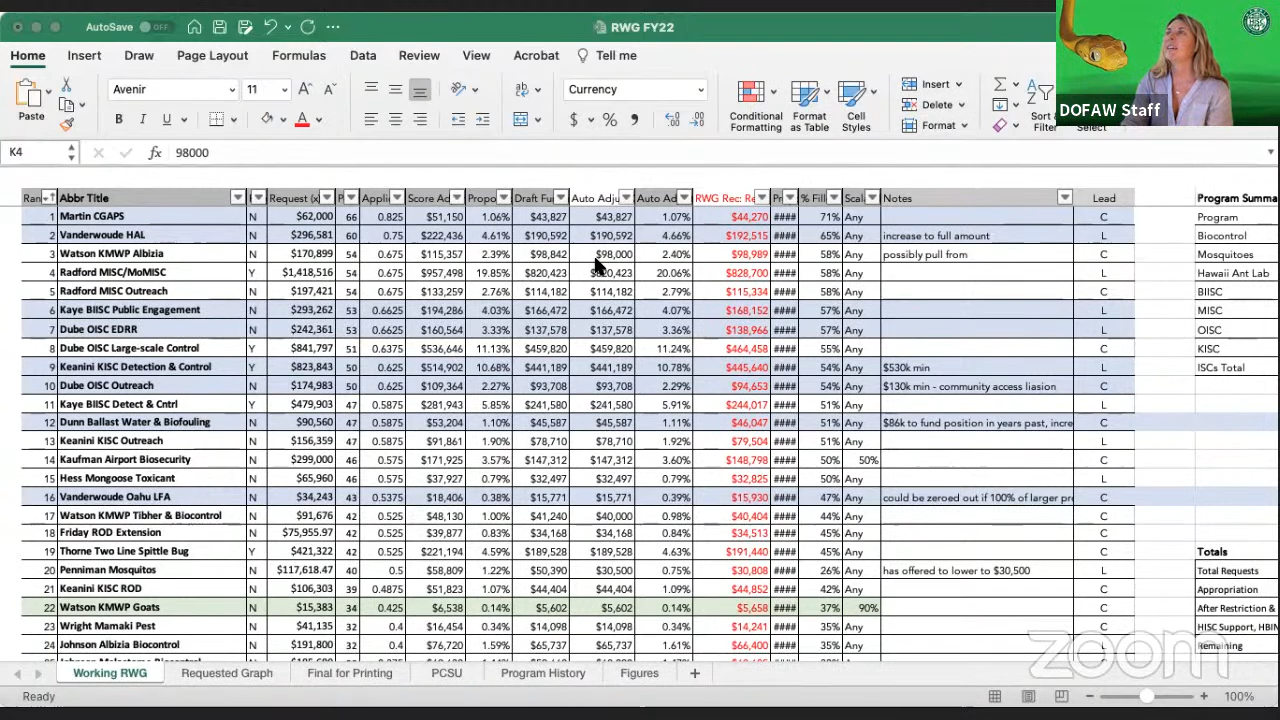 AutoSave OFF ... RWG FY22
Home Insert Draw Page Layout Formulas Data Review View Acrobat Tell me
DOFAW Staff
Paste Avenir 11 Currency Conditional Formatting Format as Table Cell Styles Insert Delete Format Sort & Filter Select
K4 fx 98000
Ran Abbr Title Request (x P Appli Score Ad Propo Draft Fu Auto Adju Auto Ad RWG Rec: Re Pr % Fill Scal Notes Lead Program Summa
1 Martin CGAPS N $62,000 66 0.825 $51,150 1.06% $43,827 $43,827 1.07% $44,270 #### 71% Any C Program
2 Vanderwoude HAL N $296,581 60 0.75 $222,436 4.61% $190,592 $190,592 4.66% $192,515 #### 65% Any increase to full amount L Biocontrol
3 Watson KMWP Albizia N $170,899 54 0.675 $115,357 2.39% $98,842 $98,000 2.40% $98,989 #### 58% Any possibly pull from C Mosquitoes
4 Radford MISC/MoMISC Y $1,418,516 54 0.675 $957,498 19.85% $820,423 $820,423 20.06% $828,700 #### 58% Any L Hawaii Ant Lab
5 Radford MISC Outreach N $197,421 54 0.675 $133,259 2.76% $114,182 $114,182 2.79% $115,334 #### 58% Any C BIISC
6 Kaye BIISC Public Engagement N $293,262 53 0.6625 $194,286 4.03% $166,472 $166,472 4.07% $168,152 #### 57% Any L MISC
7 Dube OISC EDRR N $242,361 53 0.6625 $160,564 3.33% $137,578 $137,578 3.36% $138,966 #### 57% Any L OISC
8 Dube OISC Large-scale Control Y $841,797 51 0.6375 $536,646 11.13% $459,820 $459,820 11.24% $464,458 #### 55% Any C KISC
9 Keanini KISC Detection & Control Y $823,843 50 0.625 $514,902 10.68% $441,189 $441,189 10.78% $445,640 #### 54% Any $530k min L ISCs Total
10 Dube OISC Outreach N $174,983 50 0.625 $109,364 2.27% $93,708 $93,708 2.29% $94,653 #### 54% Any $130k min - community access liasion C
11 Kaye BIISC Detect & Cntrl Y $479,903 47 0.5875 $281,943 5.85% $241,580 $241,580 5.91% $244,017 #### 51% Any L
12 Dunn Ballast Water & Biofouling N $90,560 47 0.5875 $53,204 1.10% $45,587 $45,587 1.11% $46,047 #### 51% Any $86k to fund position in years past, incre C
13 Keanini KISC Outreach N $156,359 47 0.5875 $91,861 1.90% $78,710 $78,710 1.92% $79,504 #### 51% Any L
14 Kaufman Airport Biosecurity N $299,000 46 0.575 $171,925 3.57% $147,312 $147,312 3.60% $148,798 #### 50% Any 50% C
15 Hess Mongoose Toxicant N $65,960 46 0.575 $37,927 0.79% $32,497 $32,497 0.79% $32,825 #### 50% Any L
16 Vanderwoude Oahu LFA N $34,243 43 0.5375 $18,406 0.38% $15,771 $15,771 0.39% $15,930 #### 47% Any could be zeroed out if 100% of larger pr C
17 Watson KMWP Tibher & Biocontrol N $91,676 42 0.525 $48,130 1.00% $41,240 $40,000 0.98% $40,404 #### 44% Any C
18 Friday ROD Extension N $75,955.97 42 0.525 $39,877 0.83% $34,168 $34,168 0.84% $34,513 #### 45% Any C
19 Thorne Two Line Spittle Bug Y $421,322 42 0.525 $221,194 4.59% $189,528 $189,528 4.63% $191,440 #### 45% Any C Totals
20 Penniman Mosquitos N $117,618.47 40 0.5 $58,809 1.22% $50,390 $30,500 0.75% $30,808 #### 26% Any has offered to lower to $30,500 L Total Requests
21 Keanini KISC ROD N $106,303 39 0.4875 $51,823 1.07% $44,404 $44,404 1.09% $44,852 #### 42% Any C Appropriation
22 Watson KMWP Goats N $15,383 34 0.425 $6,538 0.14% $5,602 $5,602 0.14% $5,658 #### 37% 90% C After Restriction &
23 Wright Mamaki Pest N $41,135 32 0.4 $16,454 0.34% $14,098 $14,098 0.34% $14,241 #### 35% Any C HISC Support, HBIN
24 Johnson Albizia Biocontrol N $191,800 32 0.4 $76,720 1.59% $65,737 $65,737 1.61% $66,400 #### 35% Any C Remaining
zoom
Working RWG Requested Graph Final for Printing PCSU Program History Figures +
Ready 100%